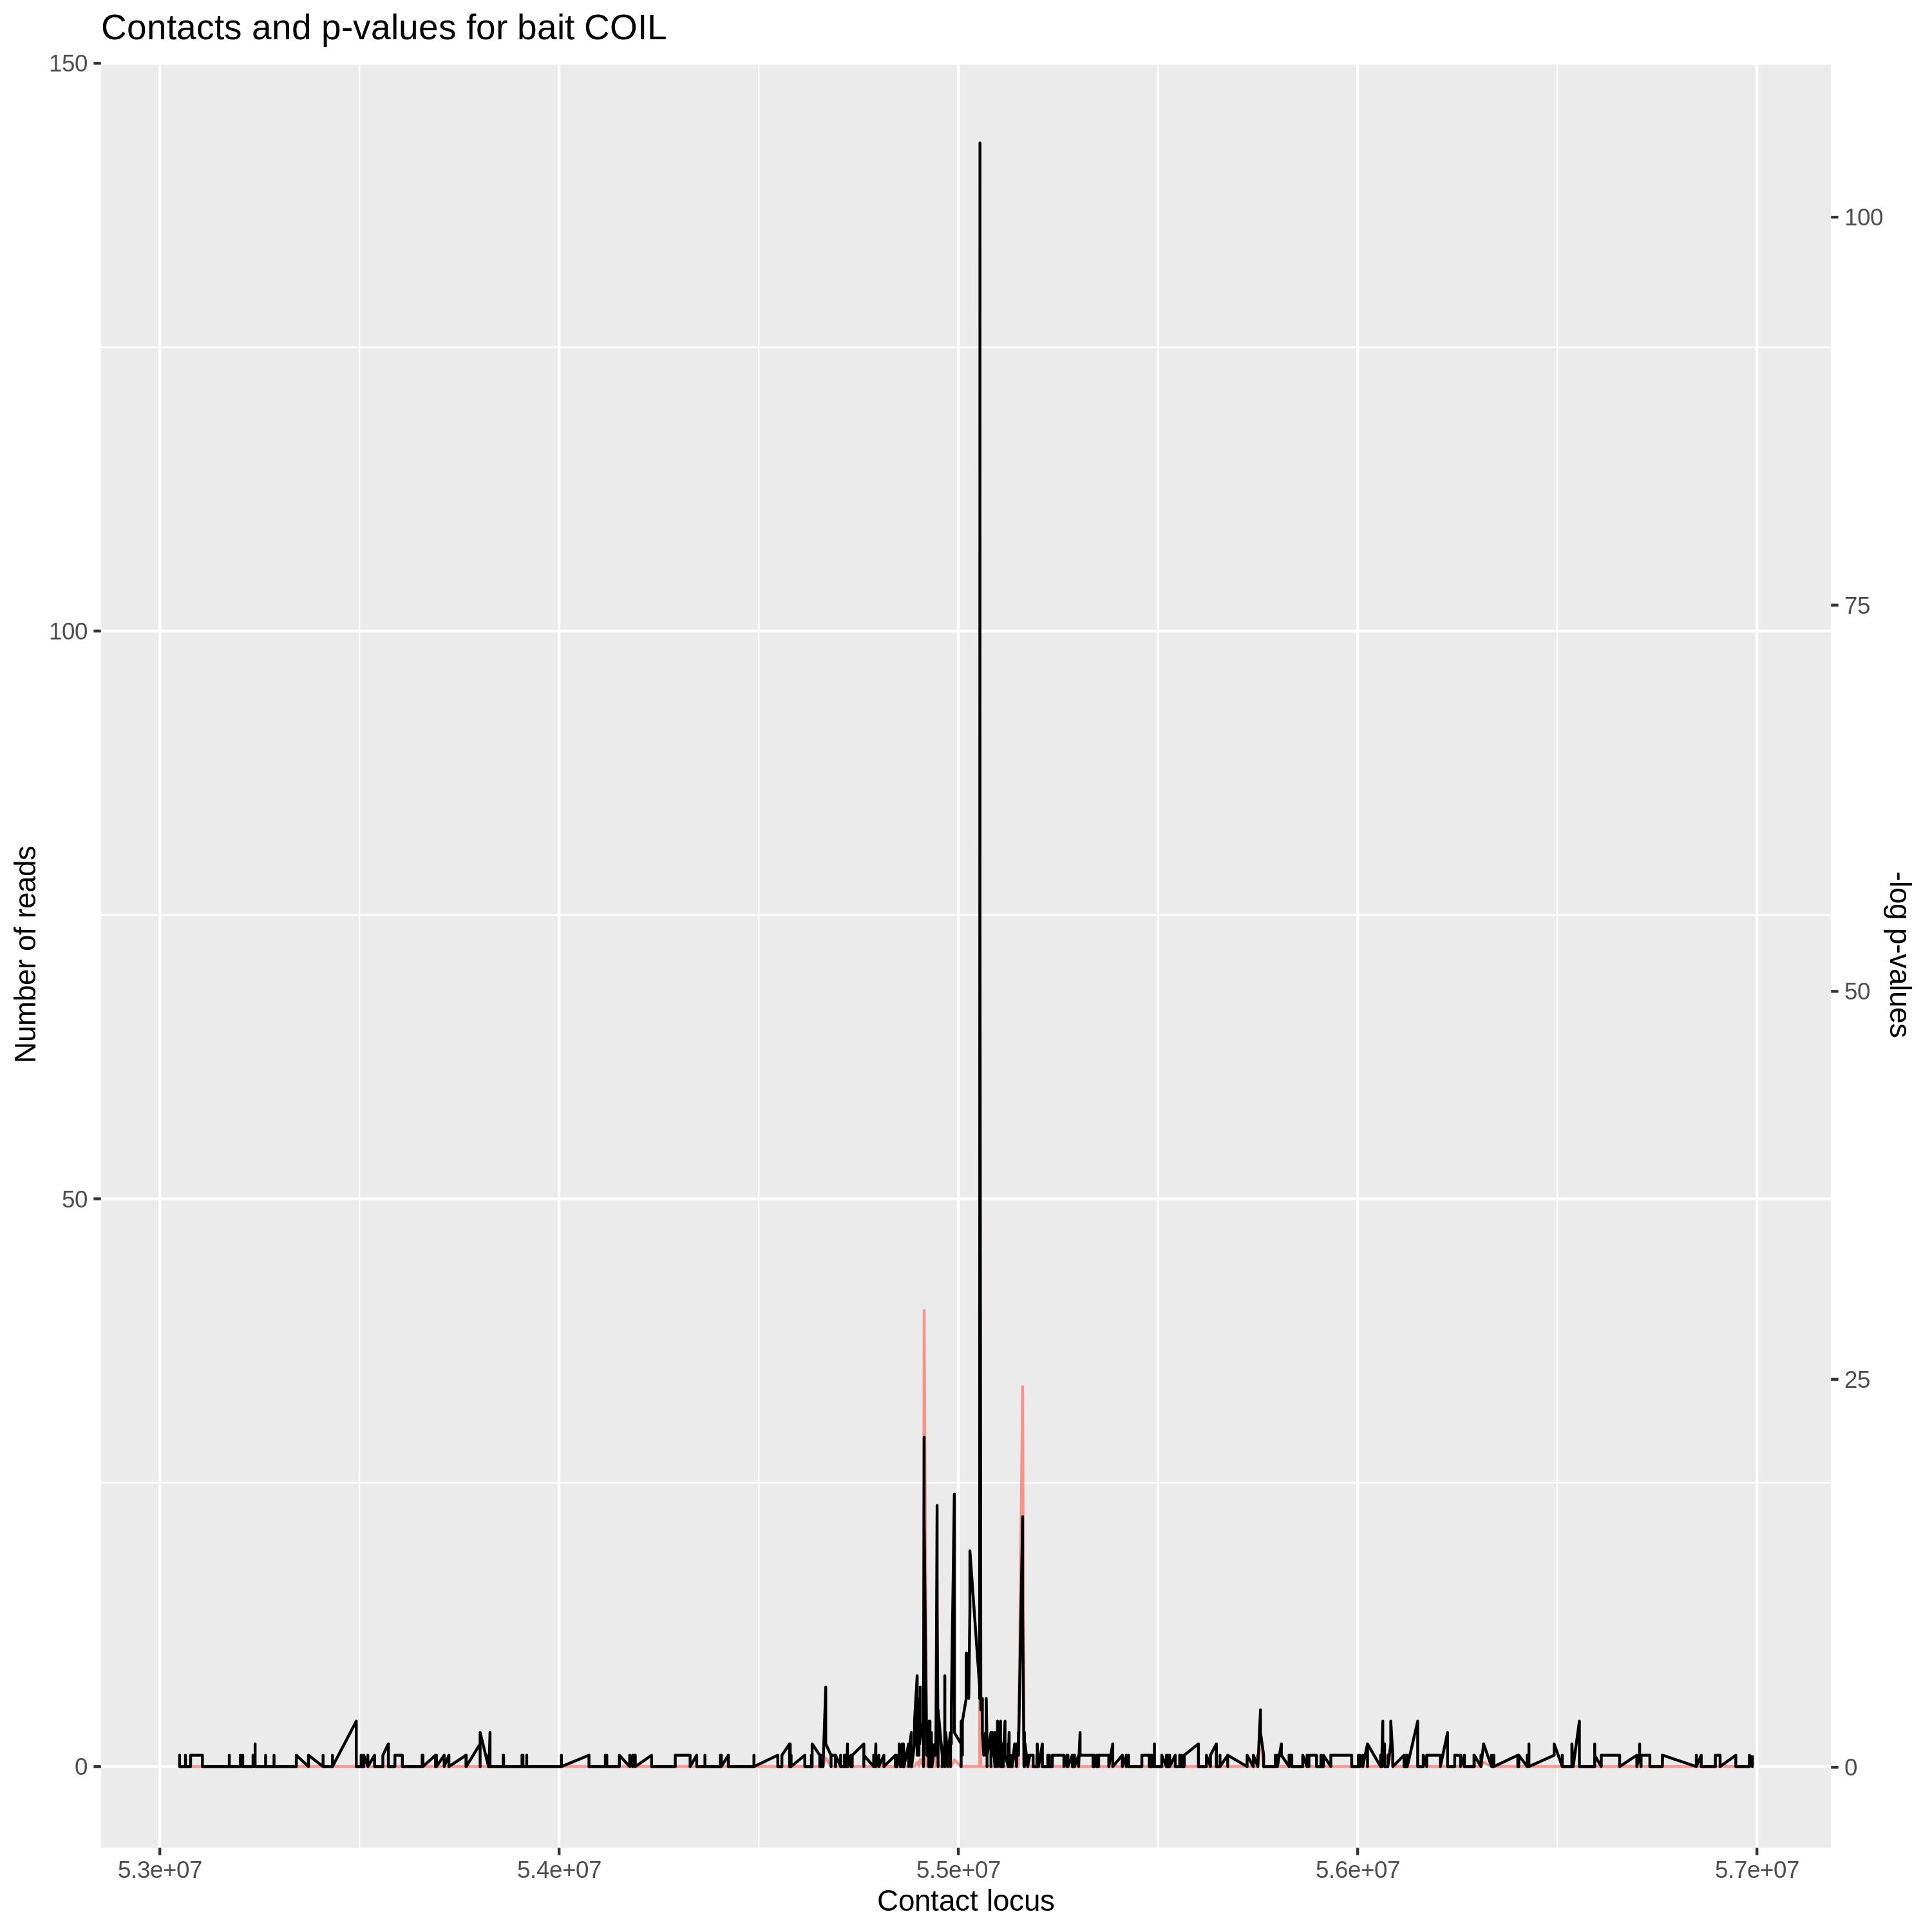 Contacts and p-values for bait COIL
150
100
50
0
Number of reads
100
75
50
25
0
-log p-values
5.3e+07
5.4e+07
5.5e+07
5.6e+07
5.7e+07
Contact locus